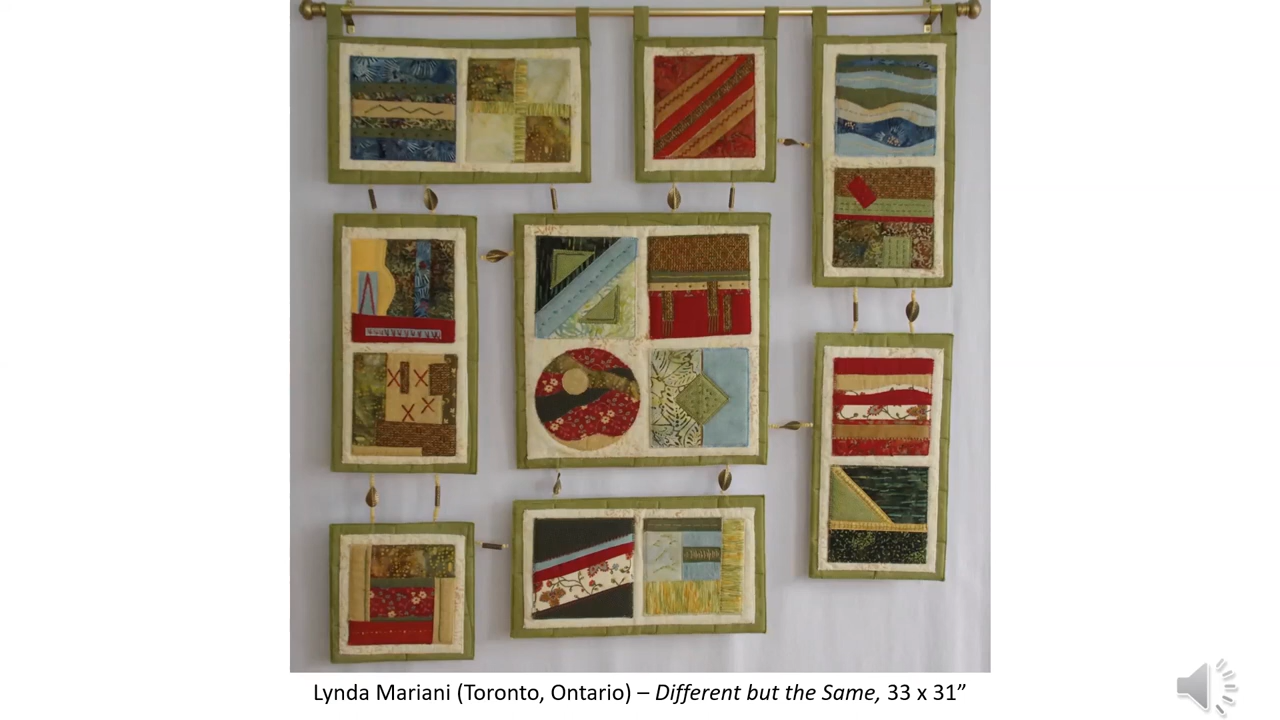 Lynda Mariani (Toronto, Ontario) – Different but the Same, 33 x 31”